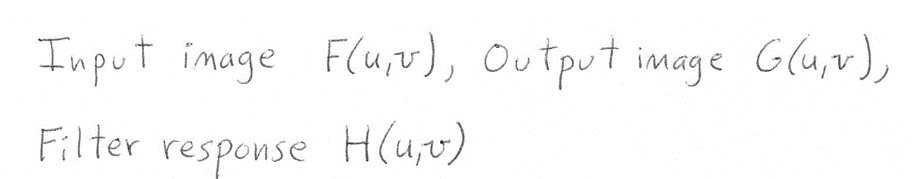 Input image F(u,v), Output image G(u,v),
Filter response H(u,v)